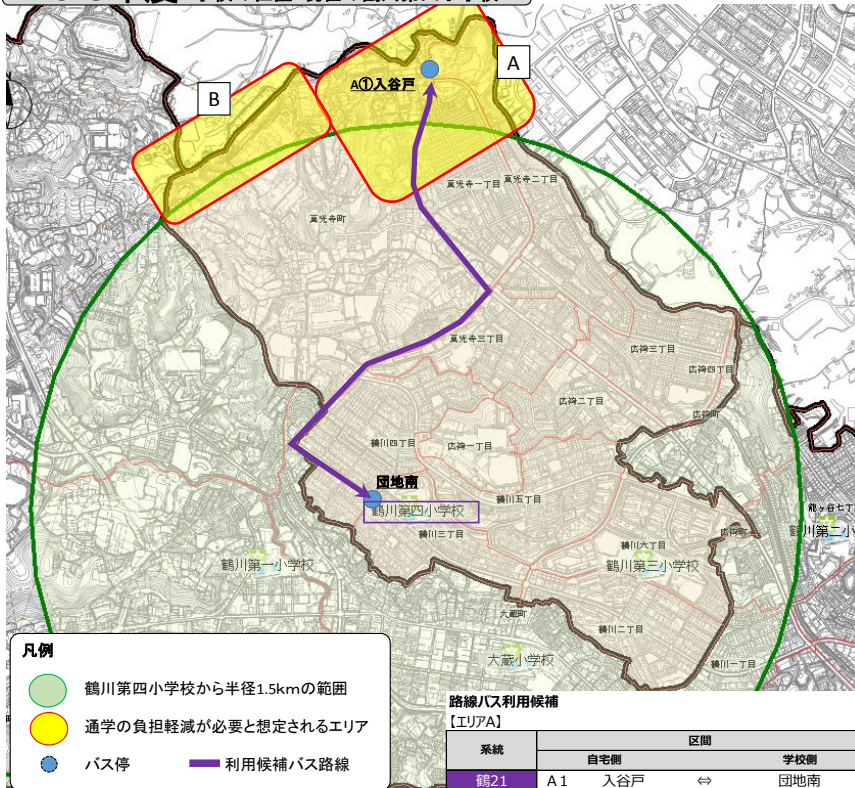 A
B
A①入谷戸
真光寺一丁目
真光寺二丁目
真光寺町
真光寺三丁目
広袴三丁目
広袴四丁目
広袴二丁目
広袴町
鶴川四丁目
広袴一丁目
団地南
鶴川五丁目
鶴川第四小学校
鶴川三丁目
鶴川六丁目
鶴川第一小学校
鶴川第三小学校
鶴川第二小
大蔵町
鶴川二丁目
大蔵小学校
鶴川一丁目
凡例
鶴川第四小学校から半径1.5kmの範囲
通学の負担軽減が必要と想定されるエリア
バス停
利用候補バス路線
路線バス利用候補
【エリアA】
系統 区間
自宅側 学校側
鶴21 A1 入谷戸 ⇔ 団地南